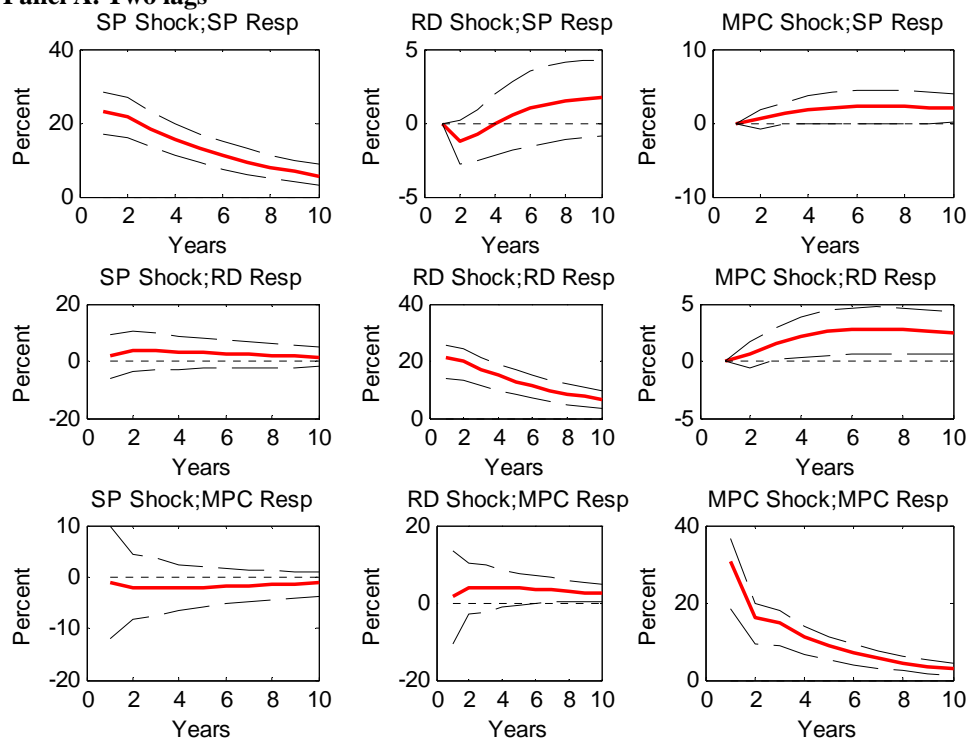 Panel A: Two lags
SP Shock;SP Resp
Percent
40
20
0
0 2 4 6 8 10
Years
RD Shock;SP Resp
Percent
5
0
-5
0 2 4 6 8 10
Years
MPC Shock;SP Resp
Percent
10
0
-10
0 2 4 6 8 10
Years
SP Shock;RD Resp
Percent
20
0
-20
0 2 4 6 8 10
Years
RD Shock;RD Resp
Percent
40
20
0
0 2 4 6 8 10
Years
MPC Shock;RD Resp
Percent
5
0
-5
0 2 4 6 8 10
Years
SP Shock;MPC Resp
Percent
10
0
-10
-20
0 2 4 6 8 10
Years
RD Shock;MPC Resp
Percent
20
0
-20
0 2 4 6 8 10
Years
MPC Shock;MPC Resp
Percent
40
20
0
0 2 4 6 8 10
Years